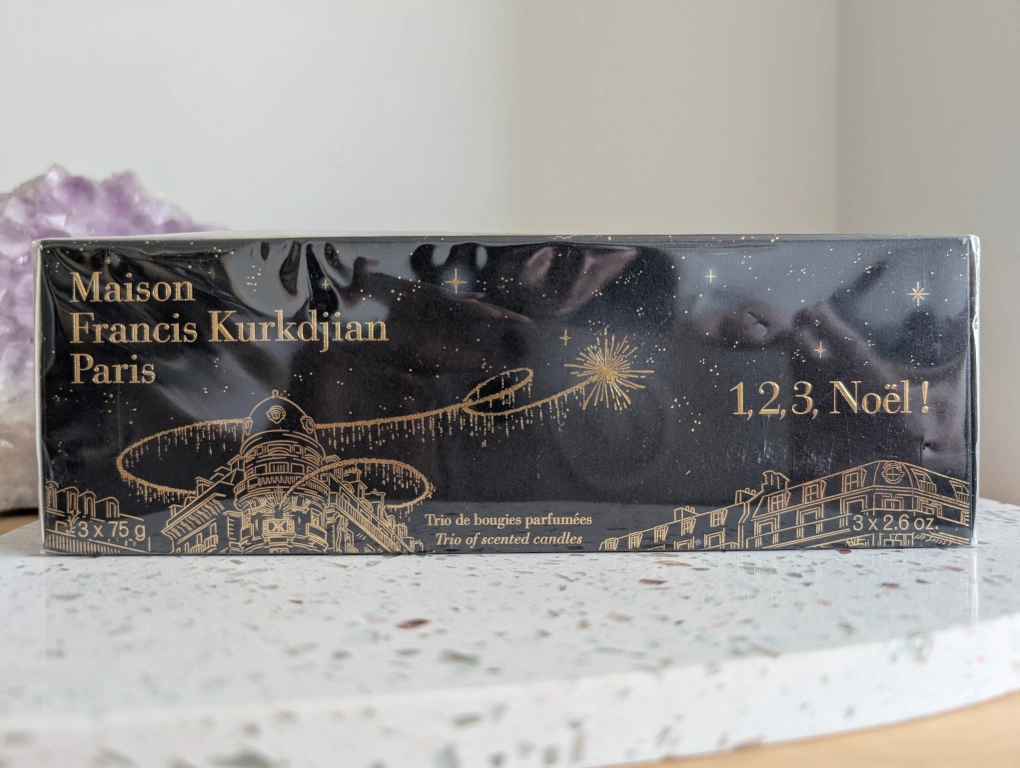 Maison
Francis Kurkdjian
Paris
1, 2, 3, Noël !
Trio de bougies parfumées
Trio of scented candles
3 x 75 g
3 x 2.6 oz.